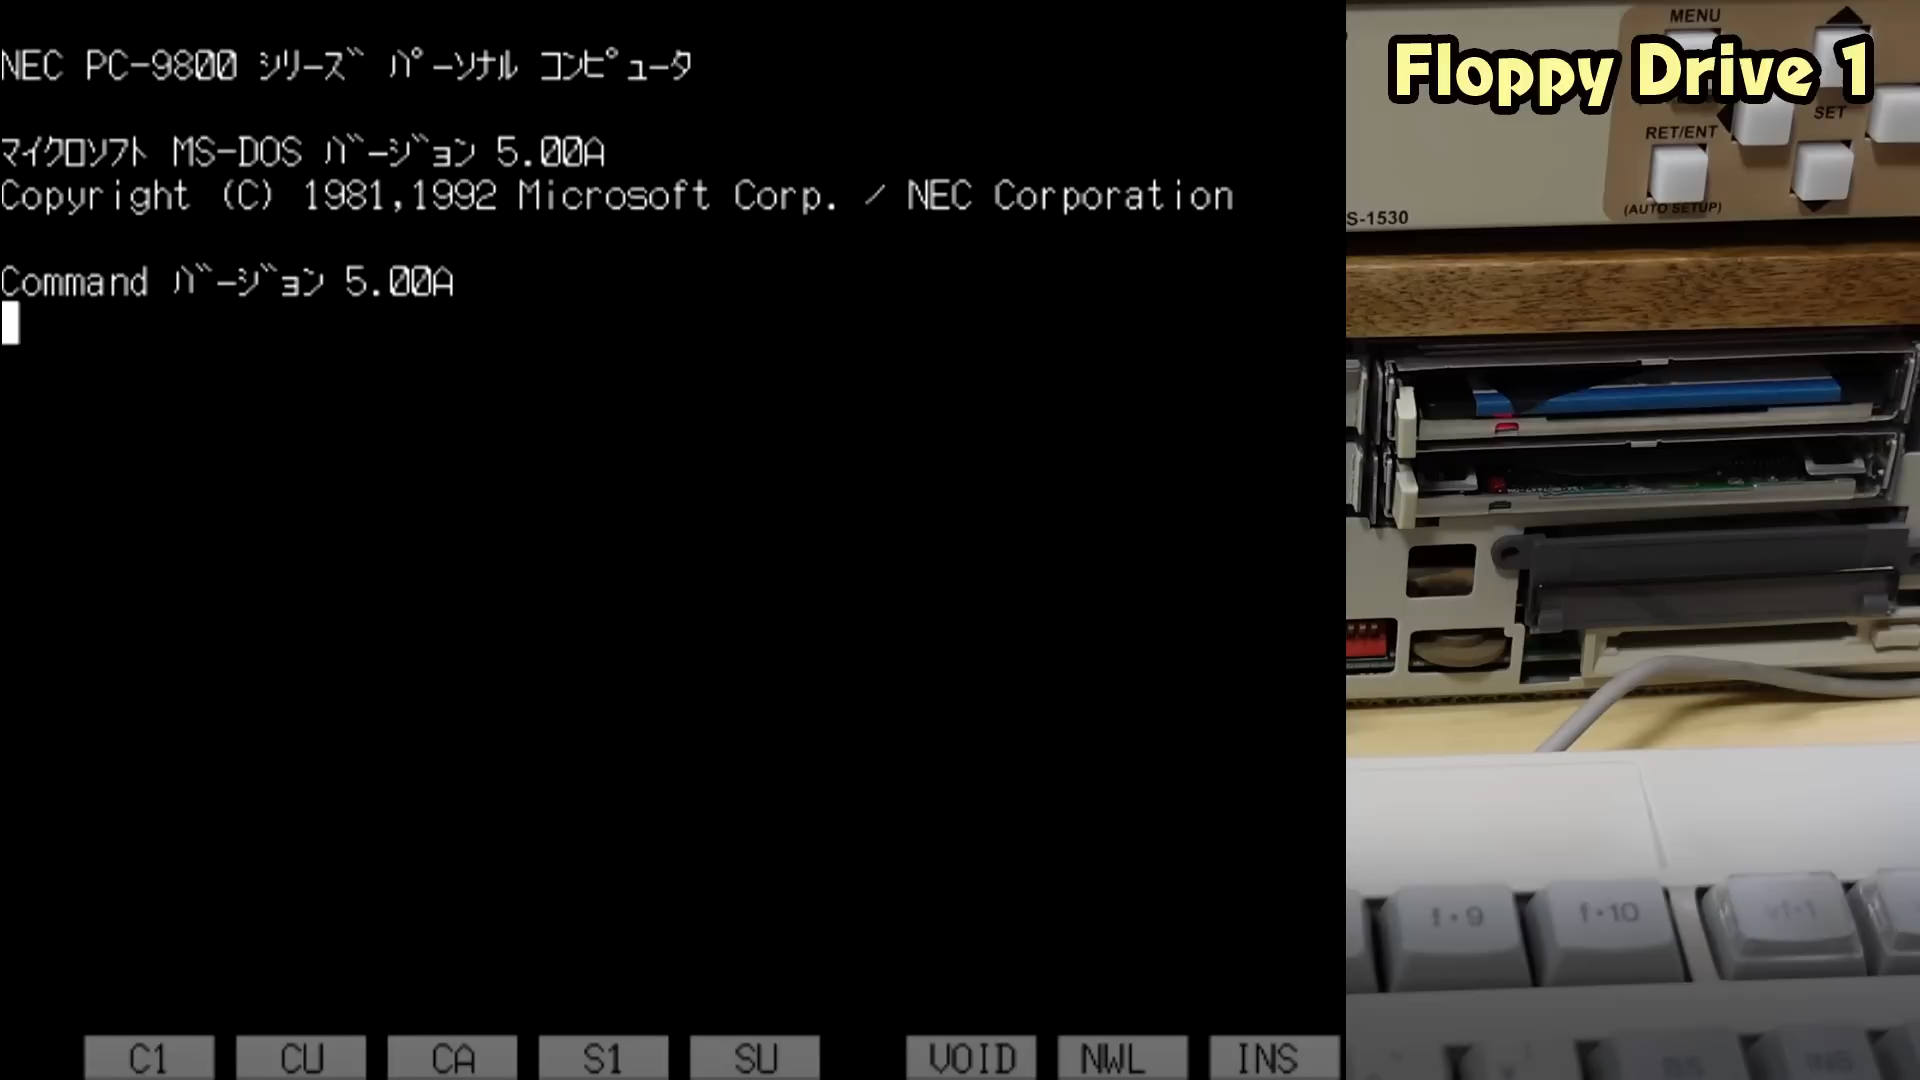 NEC PC-9800 シリーズ パーソナル コンピュータ
マイクロソフト MS-DOS バージョン 5.00A
Copyright (C) 1981,1992 Microsoft Corp. / NEC Corporation
Command バージョン 5.00A
C1 CU CA S1 SU VOID NWL INS
Floppy Drive 1
MENU
SET
RET/ENT
(AUTO SETUP)
S-1530
f・9 f・10 vf・1